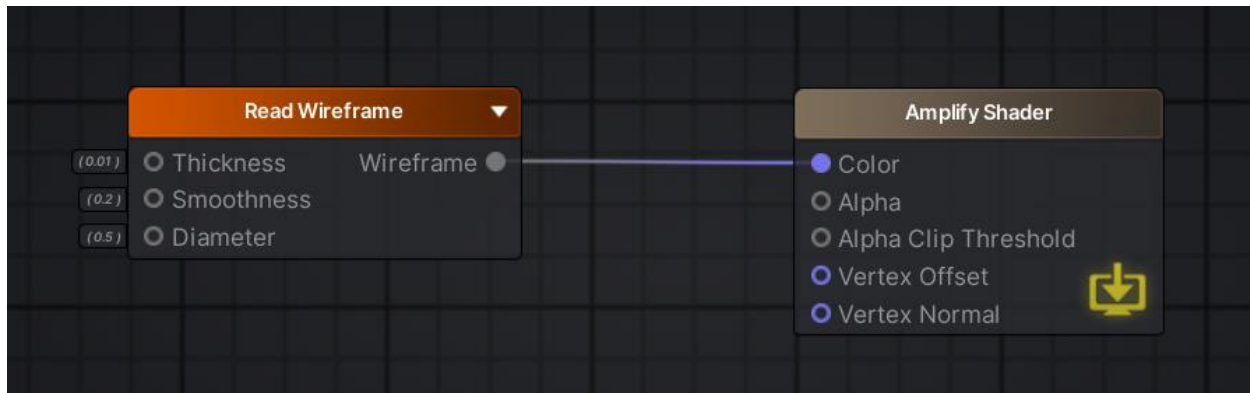 Read Wireframe
(0.01) Thickness Wireframe
(0.2) Smoothness
(0.5) Diameter
Amplify Shader
Color
Alpha
Alpha Clip Threshold
Vertex Offset
Vertex Normal